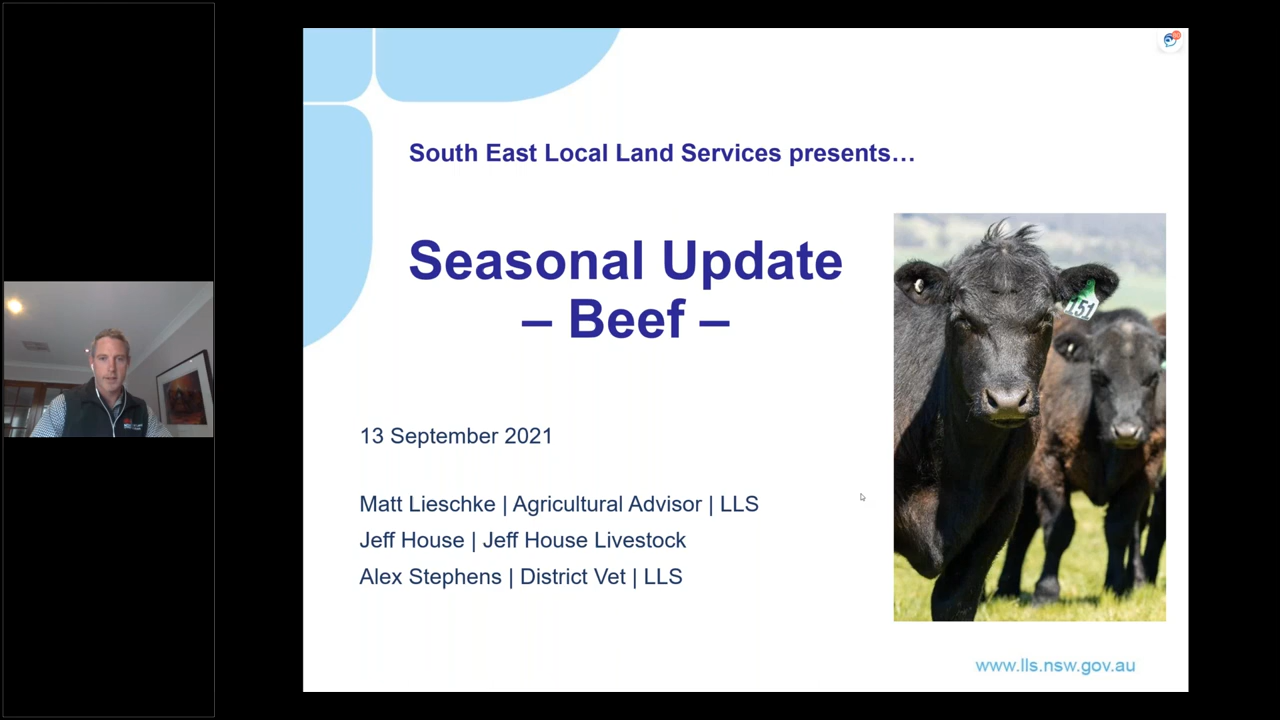 South East Local Land Services presents…
Seasonal Update
– Beef –
151
13 September 2021
Matt Lieschke | Agricultural Advisor | LLS
Jeff House | Jeff House Livestock
Alex Stephens | District Vet | LLS
www.lls.nsw.gov.au